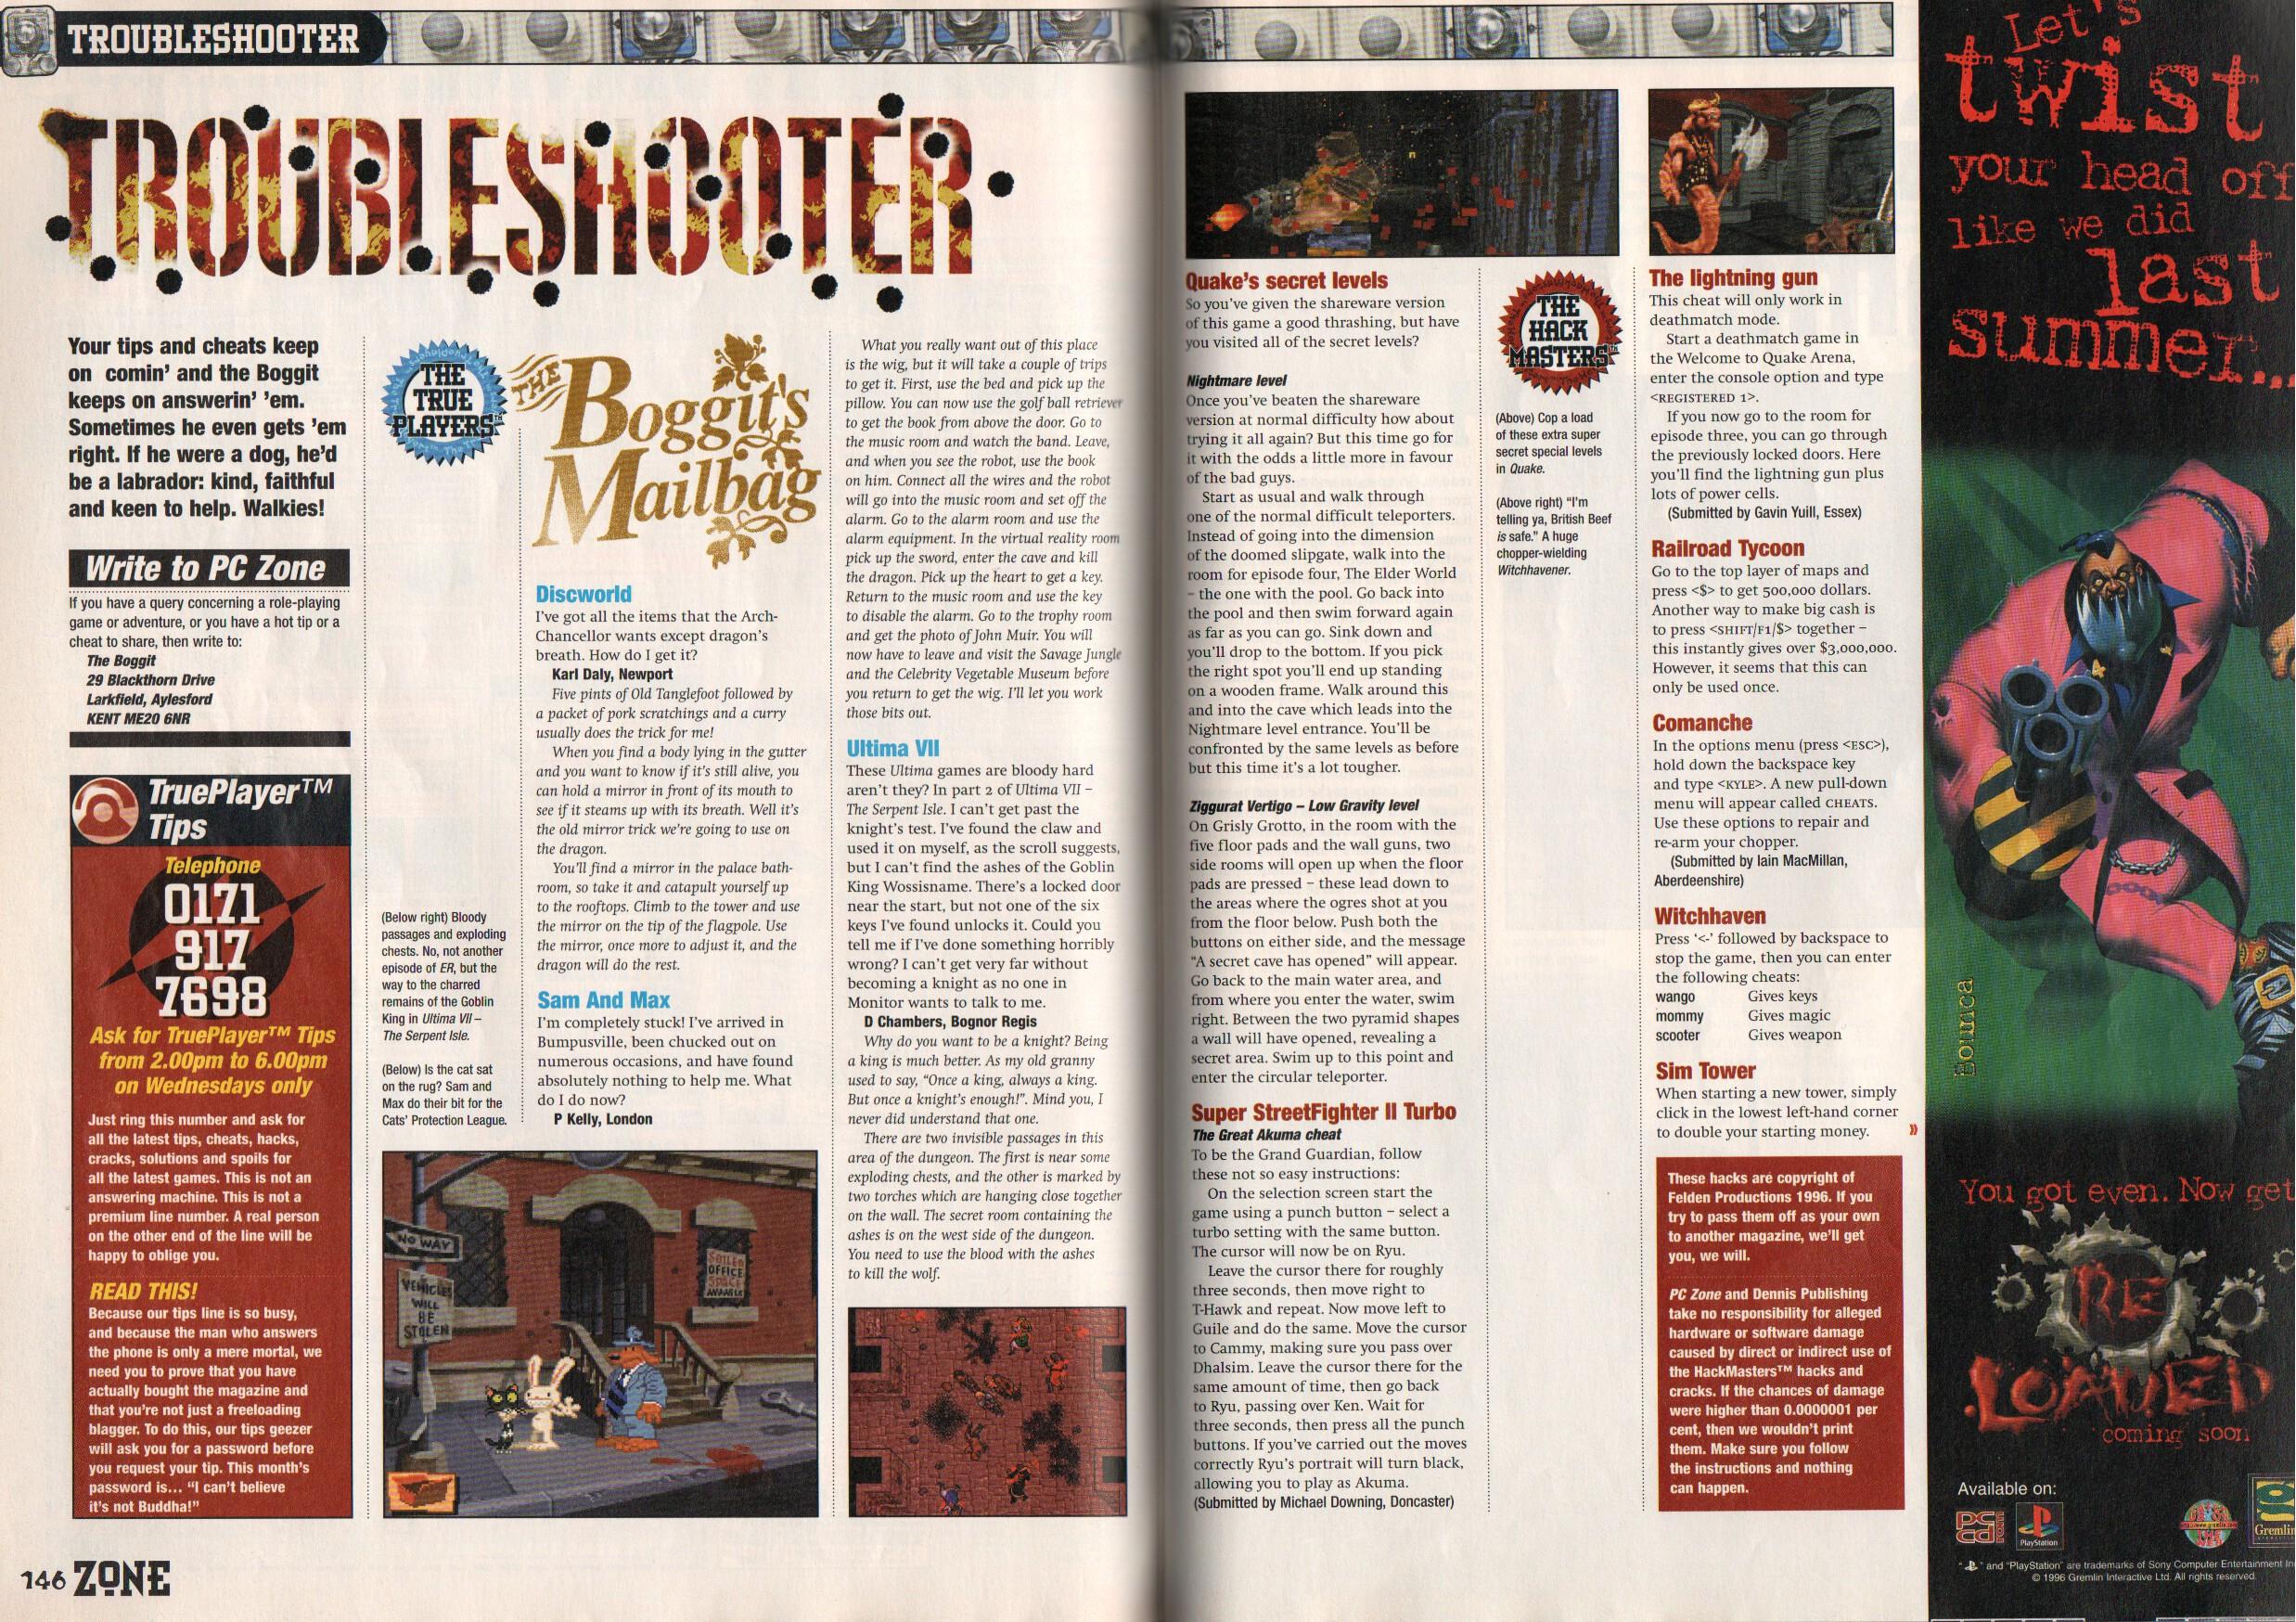 TROUBLESHOOTER
TROUBLESHOOTER
Your tips and cheats keep
on comin' and the Boggit
keeps on answerin' 'em.
Sometimes he even gets 'em
right. If he were a dog, he'd
be a labrador: kind, faithful
and keen to help. Walkies!
Write to PC Zone
If you have a query concerning a role-playing
game or adventure, or you have a hot tip or a
cheat to share, then write to:
The Boggit
29 Blackthorn Drive
Larkfield, Aylesford
KENT ME20 6NR
TruePlayer™
Tips
Telephone
0171
917
7698
Ask for TruePlayer™ Tips
from 2.00pm to 6.00pm
on Wednesdays only
Just ring this number and ask for
all the latest tips, cheats, hacks,
cracks, solutions and spoils for
all the latest games. This is not an
answering machine. This is not a
premium line number. A real person
on the other end of the line will be
happy to oblige you.
READ THIS!
Because our tips line is so busy,
and because the man who answers
the phone is only a mere mortal, we
need you to prove that you have
actually bought the magazine and
that you're not just a freeloading
blagger. To do this, our tips geezer
will ask you for a password before
you request your tip. This month's
password is... "I can't believe
it's not Buddha!"
146 ZONE
THE
TRUE
PLAYERS™
(Below right) Bloody
passages and exploding
chests. No, not another
episode of ER, but the
way to the charred
remains of the Goblin
King in Ultima VII –
The Serpent Isle.
(Below) Is the cat sat
on the rug? Sam and
Max do their bit for the
Cats' Protection League.
THE
Boggit's
Mailbag
Discworld
I've got all the items that the Arch-
Chancellor wants except dragon's
breath. How do I get it?
Karl Daly, Newport
Five pints of Old Tanglefoot followed by
a packet of pork scratchings and a curry
usually does the trick for me!
When you find a body lying in the gutter
and you want to know if it's still alive, you
can hold a mirror in front of its mouth to
see if it steams up with its breath. Well it's
the old mirror trick we're going to use on
the dragon.
You'll find a mirror in the palace bath-
room, so take it and catapult yourself up
to the rooftops. Climb to the tower and use
the mirror on the tip of the flagpole. Use
the mirror, once more to adjust it, and the
dragon will do the rest.
Sam And Max
I'm completely stuck! I've arrived in
Bumpusville, been chucked out on
numerous occasions, and have found
absolutely nothing to help me. What
do I do now?
P Kelly, London
NO WAY
VEHICLES
WILL
BE
STOLEN
OFFICE
SPACE
AVAILABLE
What you really want out of this place
is the wig, but it will take a couple of trips
to get it. First, use the bed and pick up the
pillow. You can now use the golf ball retriever
to get the book from above the door. Go to
the music room and watch the band. Leave,
and when you see the robot, use the book
on him. Connect all the wires and the robot
will go into the music room and set off the
alarm. Go to the alarm room and use the
alarm equipment. In the virtual reality room
pick up the sword, enter the cave and kill
the dragon. Pick up the heart to get a key.
Return to the music room and use the key
to disable the alarm. Go to the trophy room
and get the photo of John Muir. You will
now have to leave and visit the Savage Jungle
and the Celebrity Vegetable Museum before
you return to get the wig. I'll let you work
those bits out.
Ultima VII
These Ultima games are bloody hard
aren't they? In part 2 of Ultima VII –
The Serpent Isle. I can't get past the
knight's test. I've found the claw and
used it on myself, as the scroll suggests,
but I can't find the ashes of the Goblin
King Wossisname. There's a locked door
near the start, but not one of the six
keys I've found unlocks it. Could you
tell me if I've done something horribly
wrong? I can't get very far without
becoming a knight as no one in
Monitor wants to talk to me.
D Chambers, Bognor Regis
Why do you want to be a knight? Being
a king is much better. As my old granny
used to say, "Once a king, always a king.
But once a knight's enough!". Mind you, I
never did understand that one.
There are two invisible passages in this
area of the dungeon. The first is near some
exploding chests, and the other is marked by
two torches which are hanging close together
on the wall. The secret room containing the
ashes is on the west side of the dungeon.
You need to use the blood with the ashes
to kill the wolf.
Quake's secret levels
So you've given the shareware version
of this game a good thrashing, but have
you visited all of the secret levels?
Nightmare level
Once you've beaten the shareware
version at normal difficulty how about
trying it all again? But this time go for
it with the odds a little more in favour
of the bad guys.
Start as usual and walk through
one of the normal difficult teleporters.
Instead of going into the dimension
of the doomed slipgate, walk into the
room for episode four, The Elder World
– the one with the pool. Go back into
the pool and then swim forward again
as far as you can go. Sink down and
you'll drop to the bottom. If you pick
the right spot you'll end up standing
on a wooden frame. Walk around this
and into the cave which leads into the
Nightmare level entrance. You'll be
confronted by the same levels as before
but this time it's a lot tougher.
Ziggurat Vertigo – Low Gravity level
On Grisly Grotto, in the room with the
five floor pads and the wall guns, two
side rooms will open up when the floor
pads are pressed – these lead down to
the areas where the ogres shot at you
from the floor below. Push both the
buttons on either side, and the message
"A secret cave has opened" will appear.
Go back to the main water area, and
from where you enter the water, swim
right. Between the two pyramid shapes
a wall will have opened, revealing a
secret area. Swim up to this point and
enter the circular teleporter.
Super StreetFighter II Turbo
The Great Akuma cheat
To be the Grand Guardian, follow
these not so easy instructions:
On the selection screen start the
game using a punch button – select a
turbo setting with the same button.
The cursor will now be on Ryu.
Leave the cursor there for roughly
three seconds, then move right to
T-Hawk and repeat. Now move left to
Guile and do the same. Move the cursor
to Cammy, making sure you pass over
Dhalsim. Leave the cursor there for the
same amount of time, then go back
to Ryu, passing over Ken. Wait for
three seconds, then press all the punch
buttons. If you've carried out the moves
correctly Ryu's portrait will turn black,
allowing you to play as Akuma.
(Submitted by Michael Downing, Doncaster)
THE
HACK
MASTERS™
(Above) Cop a load
of these extra super
secret special levels
in Quake.
(Above right) "I'm
telling ya, British Beef
is safe." A huge
chopper-wielding
Witchhavener.
The lightning gun
This cheat will only work in
deathmatch mode.
Start a deathmatch game in
the Welcome to Quake Arena,
enter the console option and type
<REGISTERED 1>.
If you now go to the room for
episode three, you can go through
the previously locked doors. Here
you'll find the lightning gun plus
lots of power cells.
(Submitted by Gavin Yuill, Essex)
Railroad Tycoon
Go to the top layer of maps and
press <$> to get 500,000 dollars.
Another way to make big cash is
to press <SHIFT/F1/$> together –
this instantly gives over $3,000,000.
However, it seems that this can
only be used once.
Comanche
In the options menu (press <ESC>),
hold down the backspace key
and type <KYLE>. A new pull-down
menu will appear called CHEATS.
Use these options to repair and
re-arm your chopper.
(Submitted by Iain MacMillan,
Aberdeenshire)
Witchhaven
Press '<-' followed by backspace to
stop the game, then you can enter
the following cheats:
wango Gives keys
mommy Gives magic
scooter Gives weapon
Sim Tower
When starting a new tower, simply
click in the lowest left-hand corner
to double your starting money. »
These hacks are copyright of
Felden Productions 1996. If you
try to pass them off as your own
to another magazine, we'll get
you, we will.
PC Zone and Dennis Publishing
take no responsibility for alleged
hardware or software damage
caused by direct or indirect use of
the HackMasters™ hacks and
cracks. If the chances of damage
were higher than 0.0000001 per
cent, then we wouldn't print
them. Make sure you follow
the instructions and nothing
can happen.
Let's
twist
your head off
like we did
last
summer...
Bounca
You got even. Now get
RE
LOADED
coming soon
Available on:
PC
CD
ROM
PlayStation
Gremlin
" " and "PlayStation" are trademarks of Sony Computer Entertainment
© 1996 Gremlin Interactive Ltd. All rights reserved.